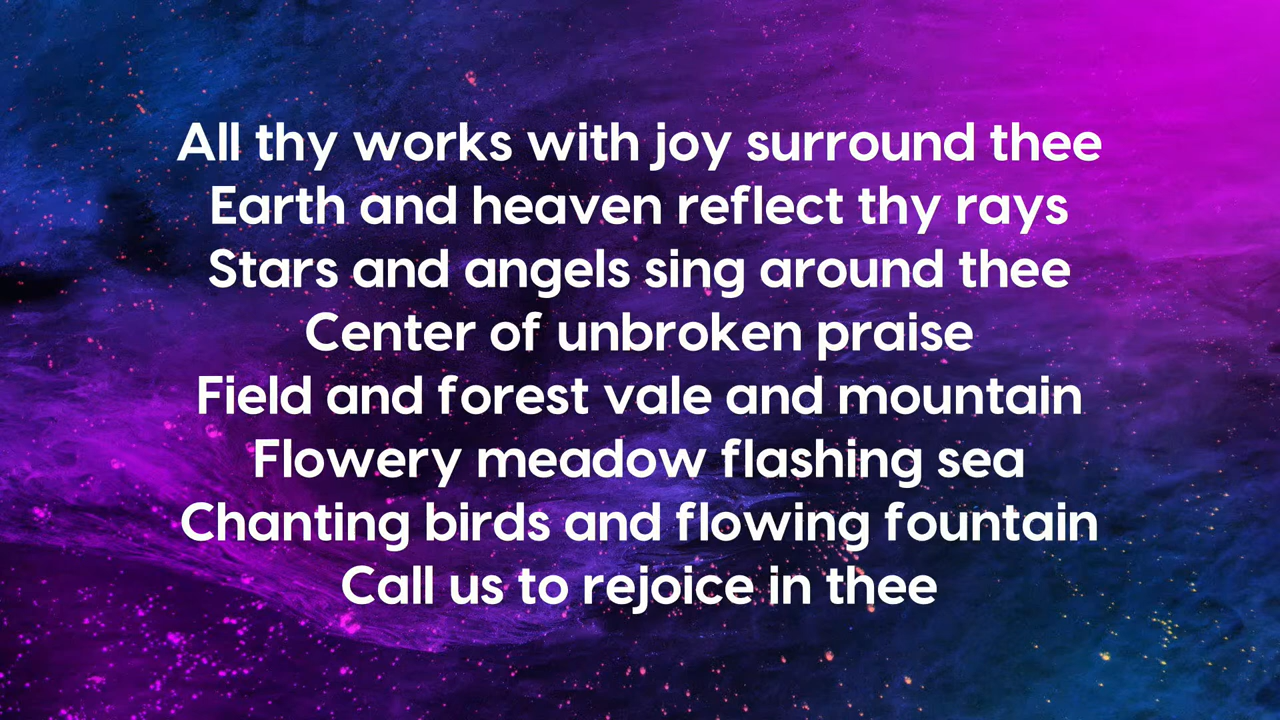 All thy works with joy surround thee
Earth and heaven reflect thy rays
Stars and angels sing around thee
Center of unbroken praise
Field and forest vale and mountain
Flowery meadow flashing sea
Chanting birds and flowing fountain
Call us to rejoice in thee